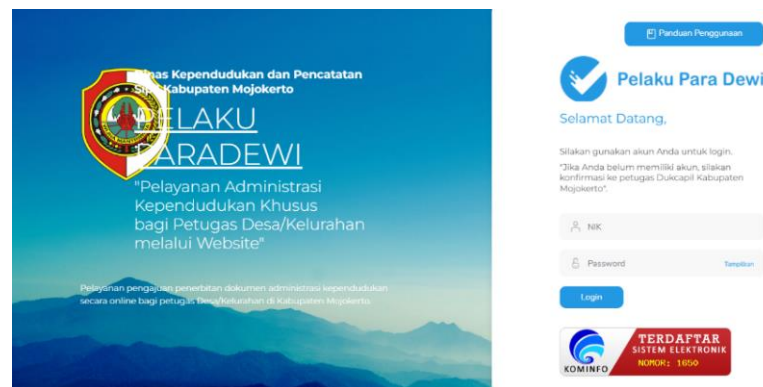 Dinas Kependudukan dan Pencatatan
Sipil Kabupaten Mojokerto
PELAKU
PARADEWI
"Pelayanan Administrasi
Kependudukan Khusus
bagi Petugas Desa/Kelurahan
melalui Website"
Pelayanan pengajuan penerbitan dokumen administrasi kependudukan
secara online bagi petugas Desa/Kelurahan di Kabupaten Mojokerto.
Panduan Penggunaan
Pelaku Para Dewi
Selamat Datang,
Silakan gunakan akun Anda untuk login.
"Jika Anda belum memiliki akun, silakan
konfirmasi ke petugas Dukcapil Kabupaten
Mojokerto".
NIK
Password
Tampilkan
Login
KOMINFO
TERDAFTAR
SISTEM ELEKTRONIK
NOMOR: 1650